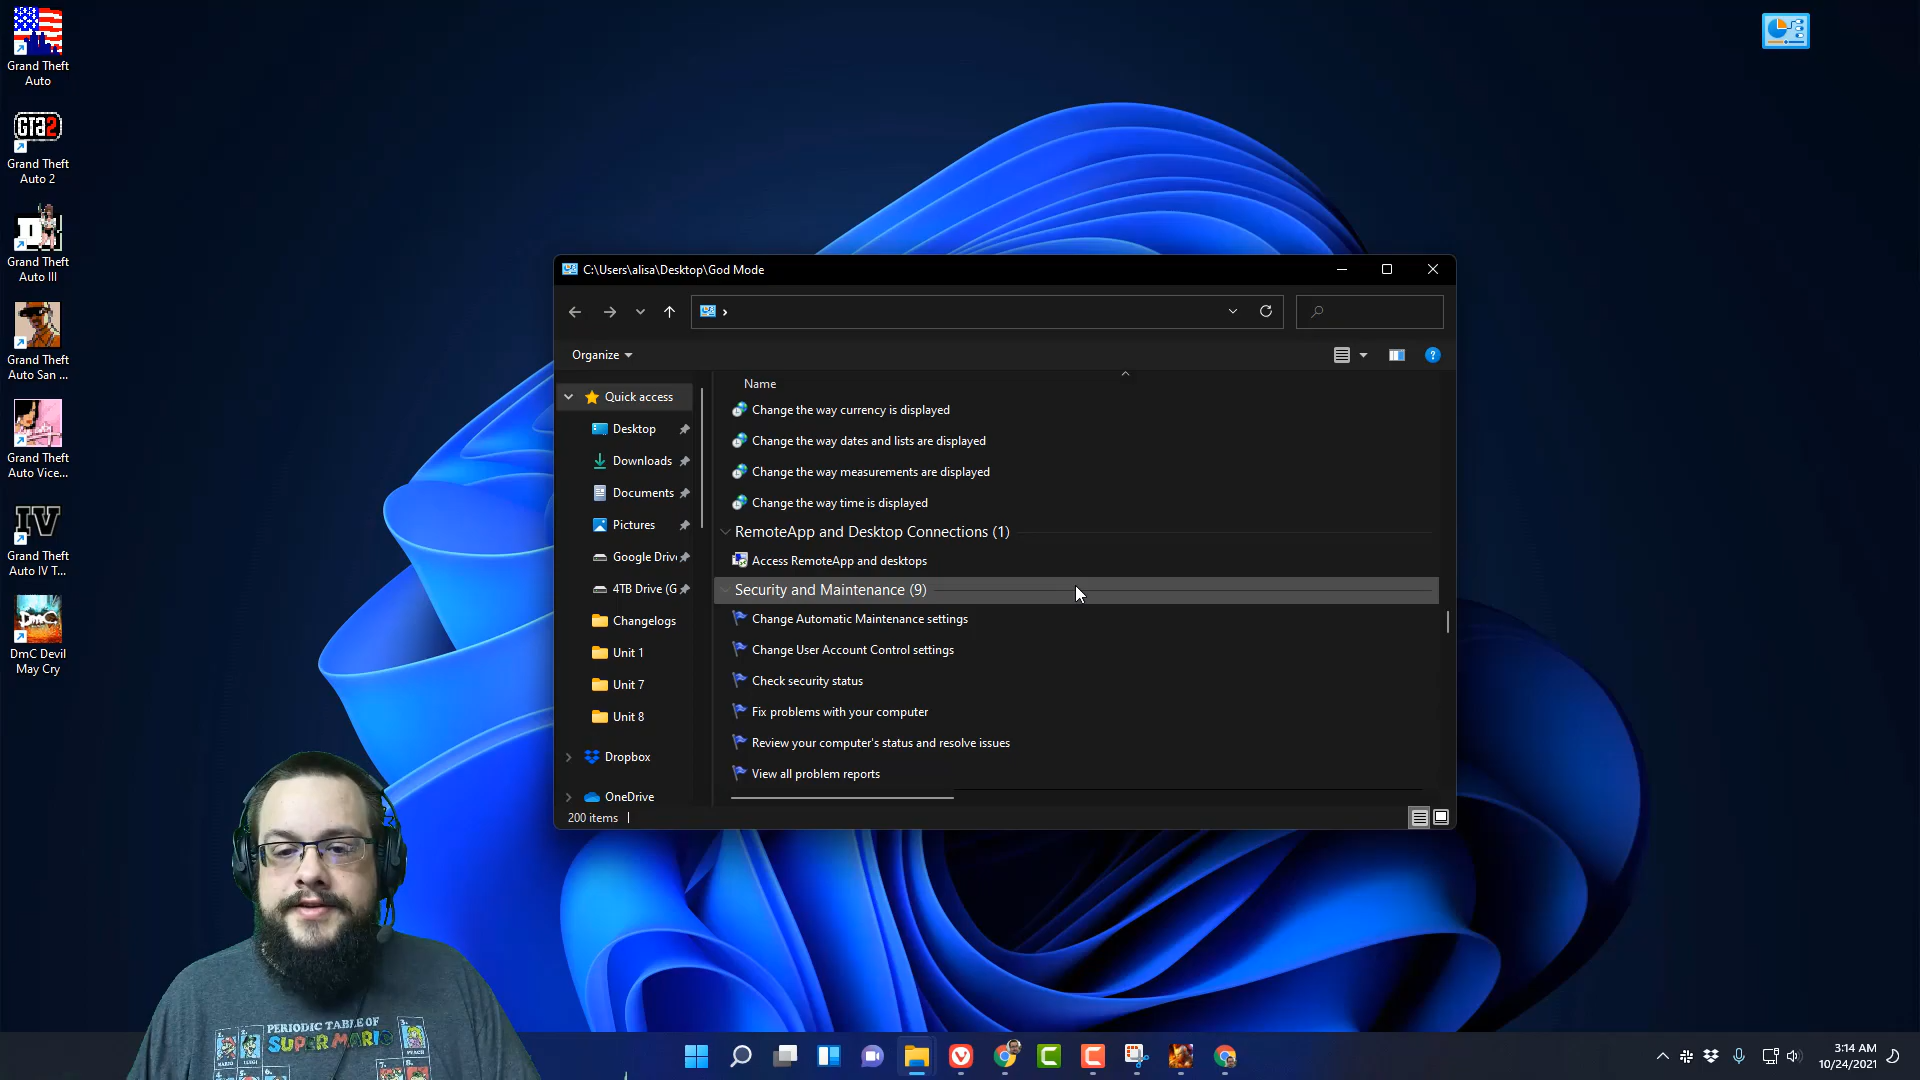 Grand Theft
Auto
GTA2
Grand Theft
Auto 2
Grand Theft
Auto III
Grand Theft
Auto San ...
Grand Theft
Auto Vice...
IV
Grand Theft
Auto IV T...
DmC Devil
May Cry
C:\Users\alisa\Desktop\God Mode
Organize
Quick access
Desktop
Downloads
Documents
Pictures
Google Driv
4TB Drive (G
Changelogs
Unit 1
Unit 7
Unit 8
Dropbox
OneDrive
Name
Change the way currency is displayed
Change the way dates and lists are displayed
Change the way measurements are displayed
Change the way time is displayed
RemoteApp and Desktop Connections (1)
Access RemoteApp and desktops
Security and Maintenance (9)
Change Automatic Maintenance settings
Change User Account Control settings
Check security status
Fix problems with your computer
Review your computer's status and resolve issues
View all problem reports
200 items
PERIODIC TABLE OF
SUPER MARIO
PEACH
3:14 AM
10/24/2021